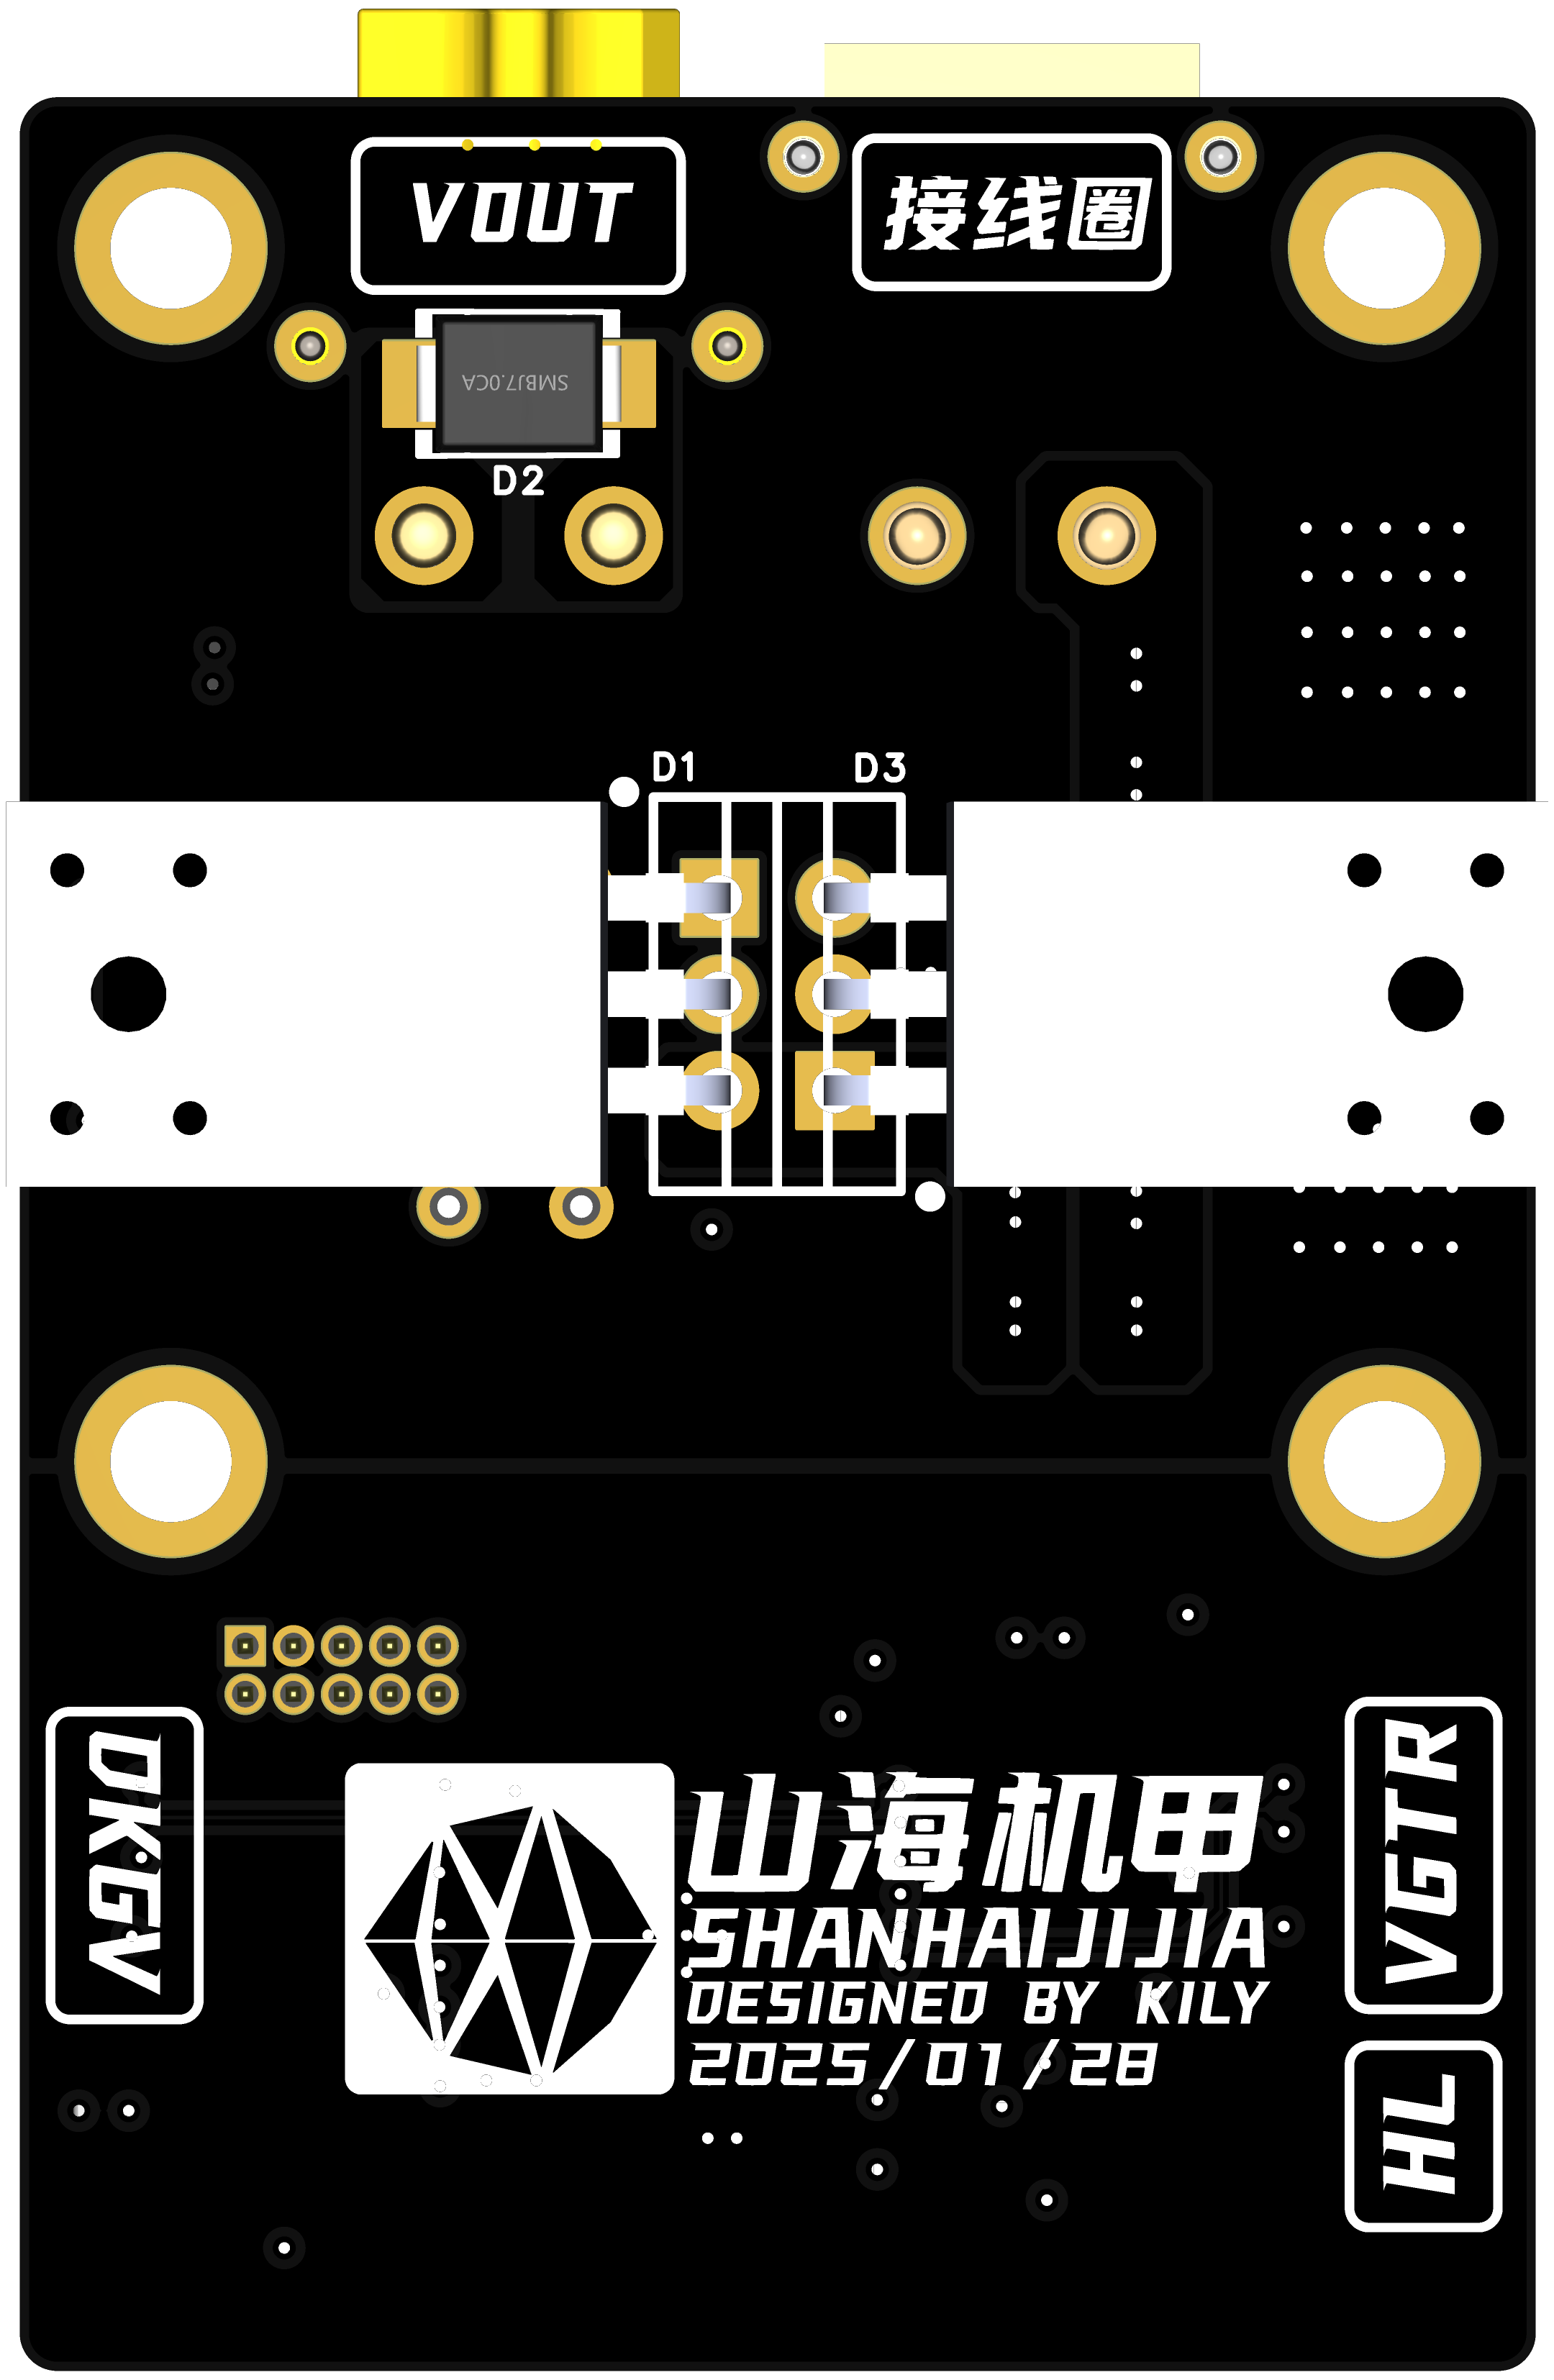 VOUT
接线圈
SMBJ7.0CA
D2
D1
D3
DKGV
VGTR
山海机甲
SHANHAIJIJIA
DESIGNED BY KILY
2025/01/28
HL